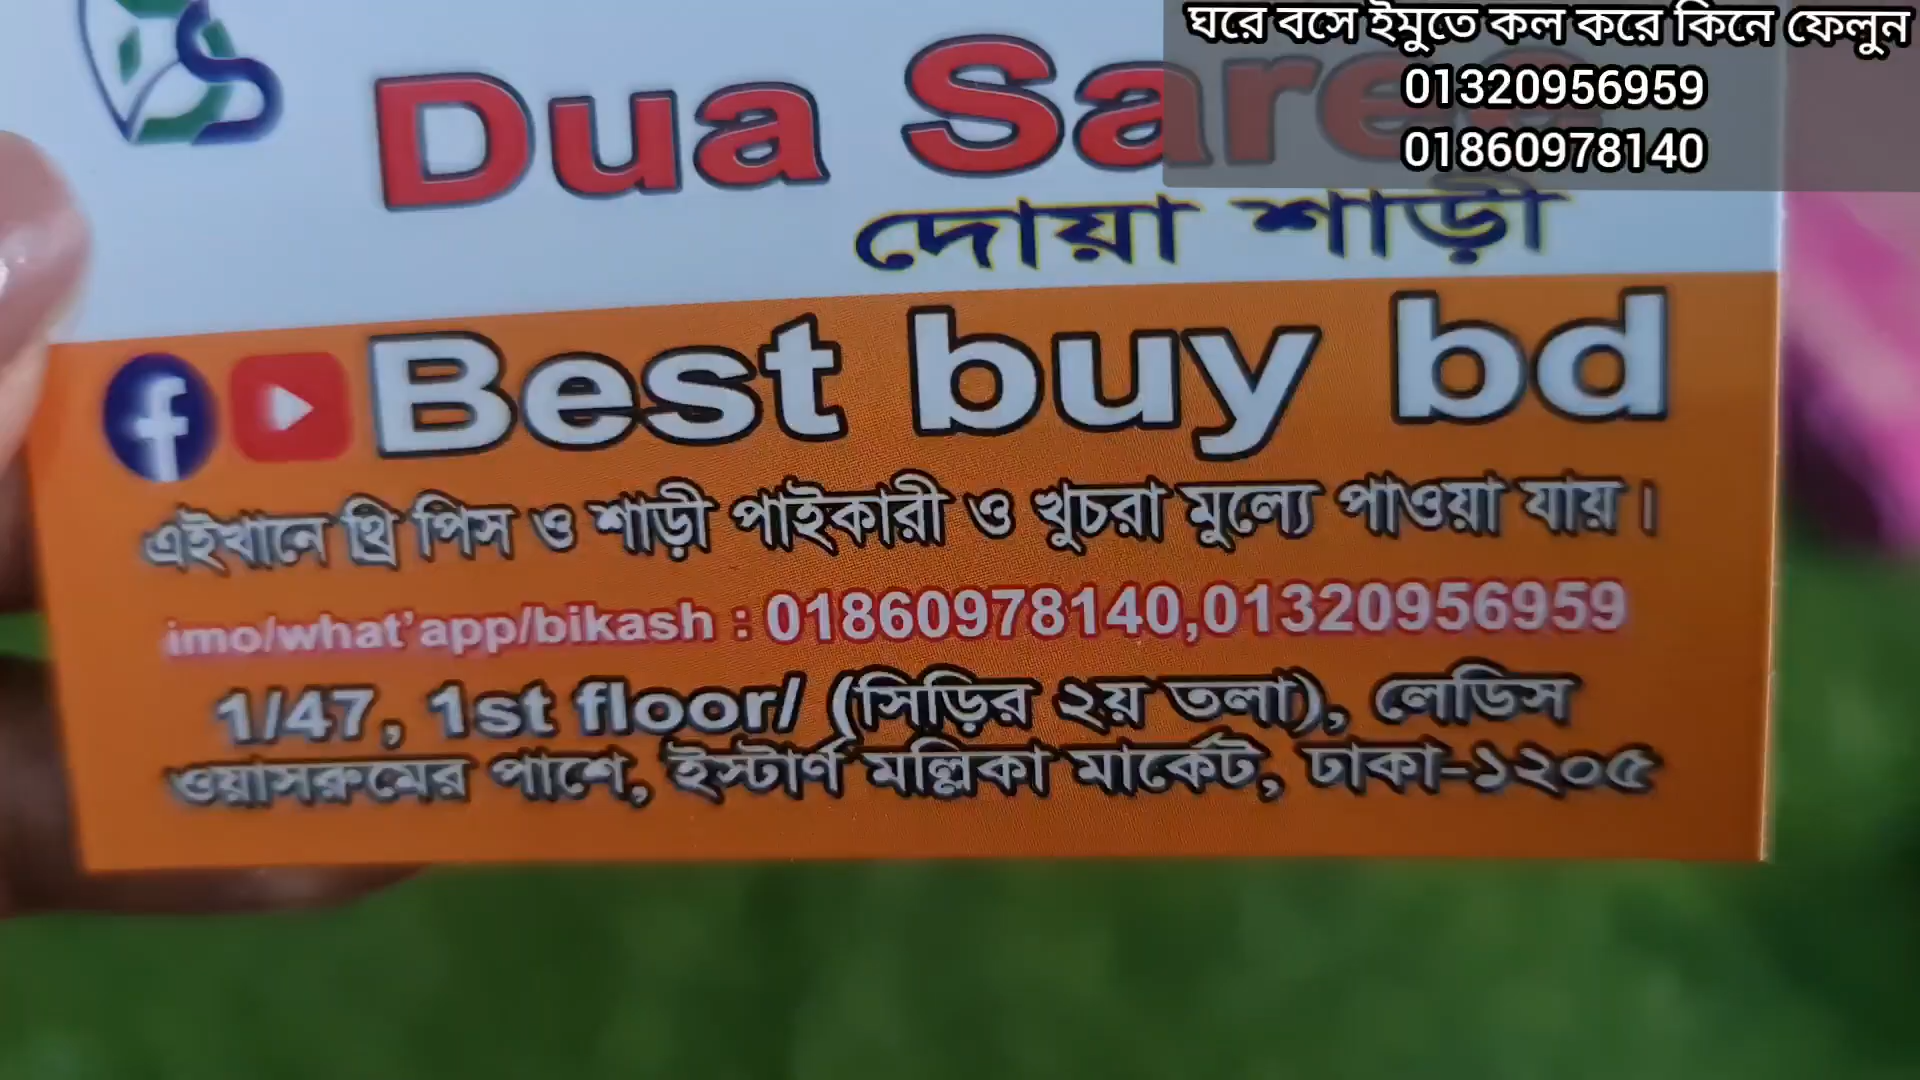 ঘরে বসে ইমুতে কল করে কিনে ফেলুন
01320956959
01860978140
Dua Saree
দোয়া শাড়ী
Best buy bd
এইখানে থ্রি পিস ও শাড়ী পাইকারী ও খুচরা মুল্যে পাওয়া যায়।
imo/what'app/bikash : 01860978140,01320956959
1/47, 1st floor/ (সিড়ির ২য় তলা), লেডিস
ওয়াসরুমের পাশে, ইস্টার্ণ মল্লিকা মার্কেট, ঢাকা-১২০৫